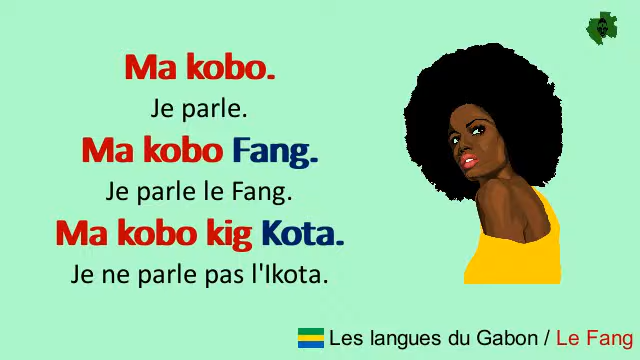 Ma kobo.
Je parle.
Ma kobo Fang.
Je parle le Fang.
Ma kobo kig Kota.
Je ne parle pas l'Ikota.
Les langues du Gabon / Le Fang